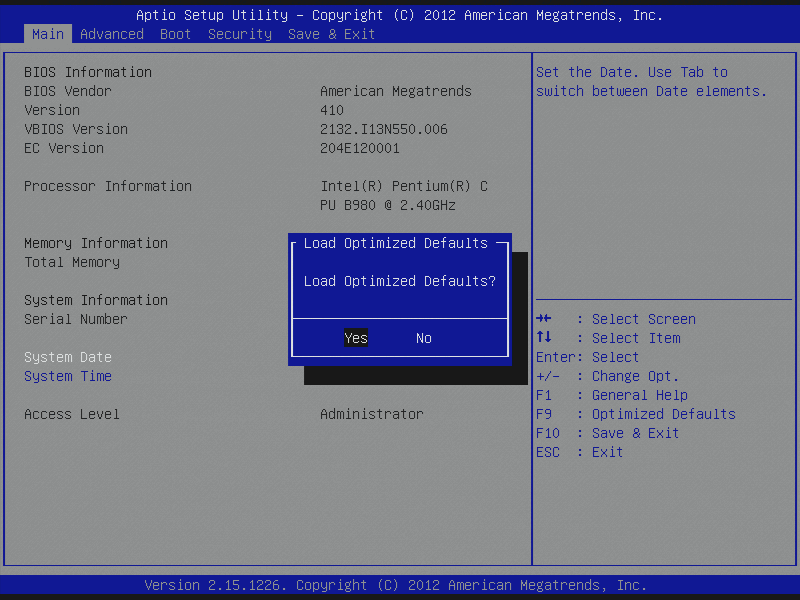 Aptio Setup Utility – Copyright (C) 2012 American Megatrends, Inc.
Main Advanced Boot Security Save & Exit
BIOS Information
BIOS Vendor American Megatrends
Version 410
VBIOS Version 2132.I13N550.006
EC Version 204E120001
Processor Information Intel(R) Pentium(R) C
PU B980 @ 2.40GHz
Memory Information
Total Memory
System Information
Serial Number
System Date
System Time
Access Level Administrator
Load Optimized Defaults
Load Optimized Defaults?
Yes No
Set the Date. Use Tab to
switch between Date elements.
→← : Select Screen
↑↓ : Select Item
Enter: Select
+/– : Change Opt.
F1 : General Help
F9 : Optimized Defaults
F10 : Save & Exit
ESC : Exit
Version 2.15.1226. Copyright (C) 2012 American Megatrends, Inc.